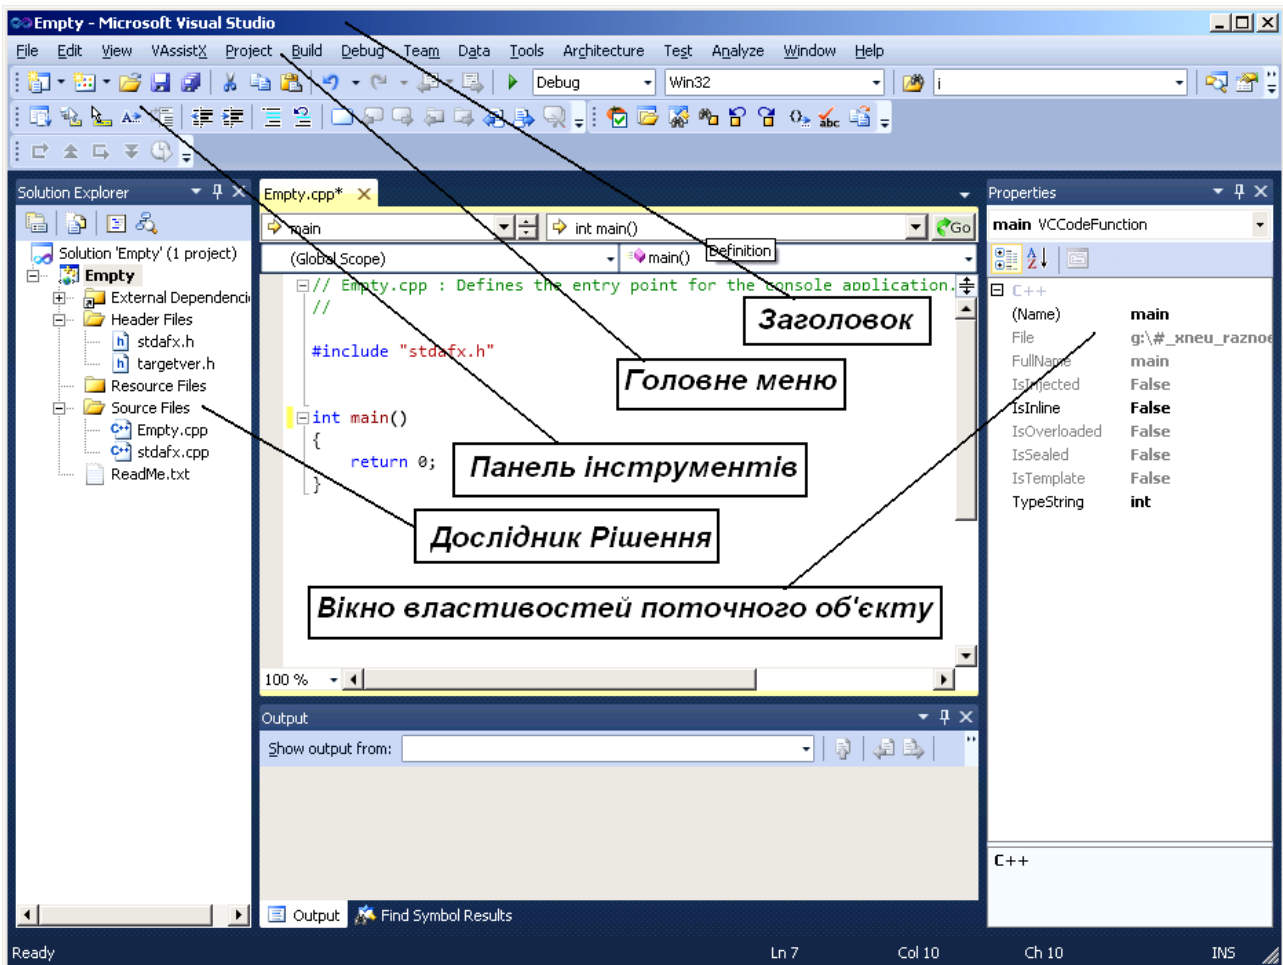 Empty - Microsoft Visual Studio
File Edit View VAssistX Project Build Debug Team Data Tools Architecture Test Analyze Window Help
Debug Win32 i
Solution Explorer
Solution 'Empty' (1 project)
Empty
External Dependenci
Header Files
stdafx.h
targetver.h
Resource Files
Source Files
Empty.cpp
stdafx.cpp
ReadMe.txt
Empty.cpp*
main int main() Go
(Global Scope) main() Definition
// Empty.cpp : Defines the entry point for the console application.
//
#include "stdafx.h"
int main()
{
return 0;
}
Заголовок
Головне меню
Панель інструментів
Дослідник Рішення
Вікно властивостей поточного об'єкту
100 %
Output
Show output from:
Output Find Symbol Results
Properties
main VCCodeFunction
C++
(Name) main
File g:\#_xneu_raznoe
FullName main
IsInjected False
IsInline False
IsOverloaded False
IsSealed False
IsTemplate False
TypeString int
C++
Ready Ln 7 Col 10 Ch 10 INS